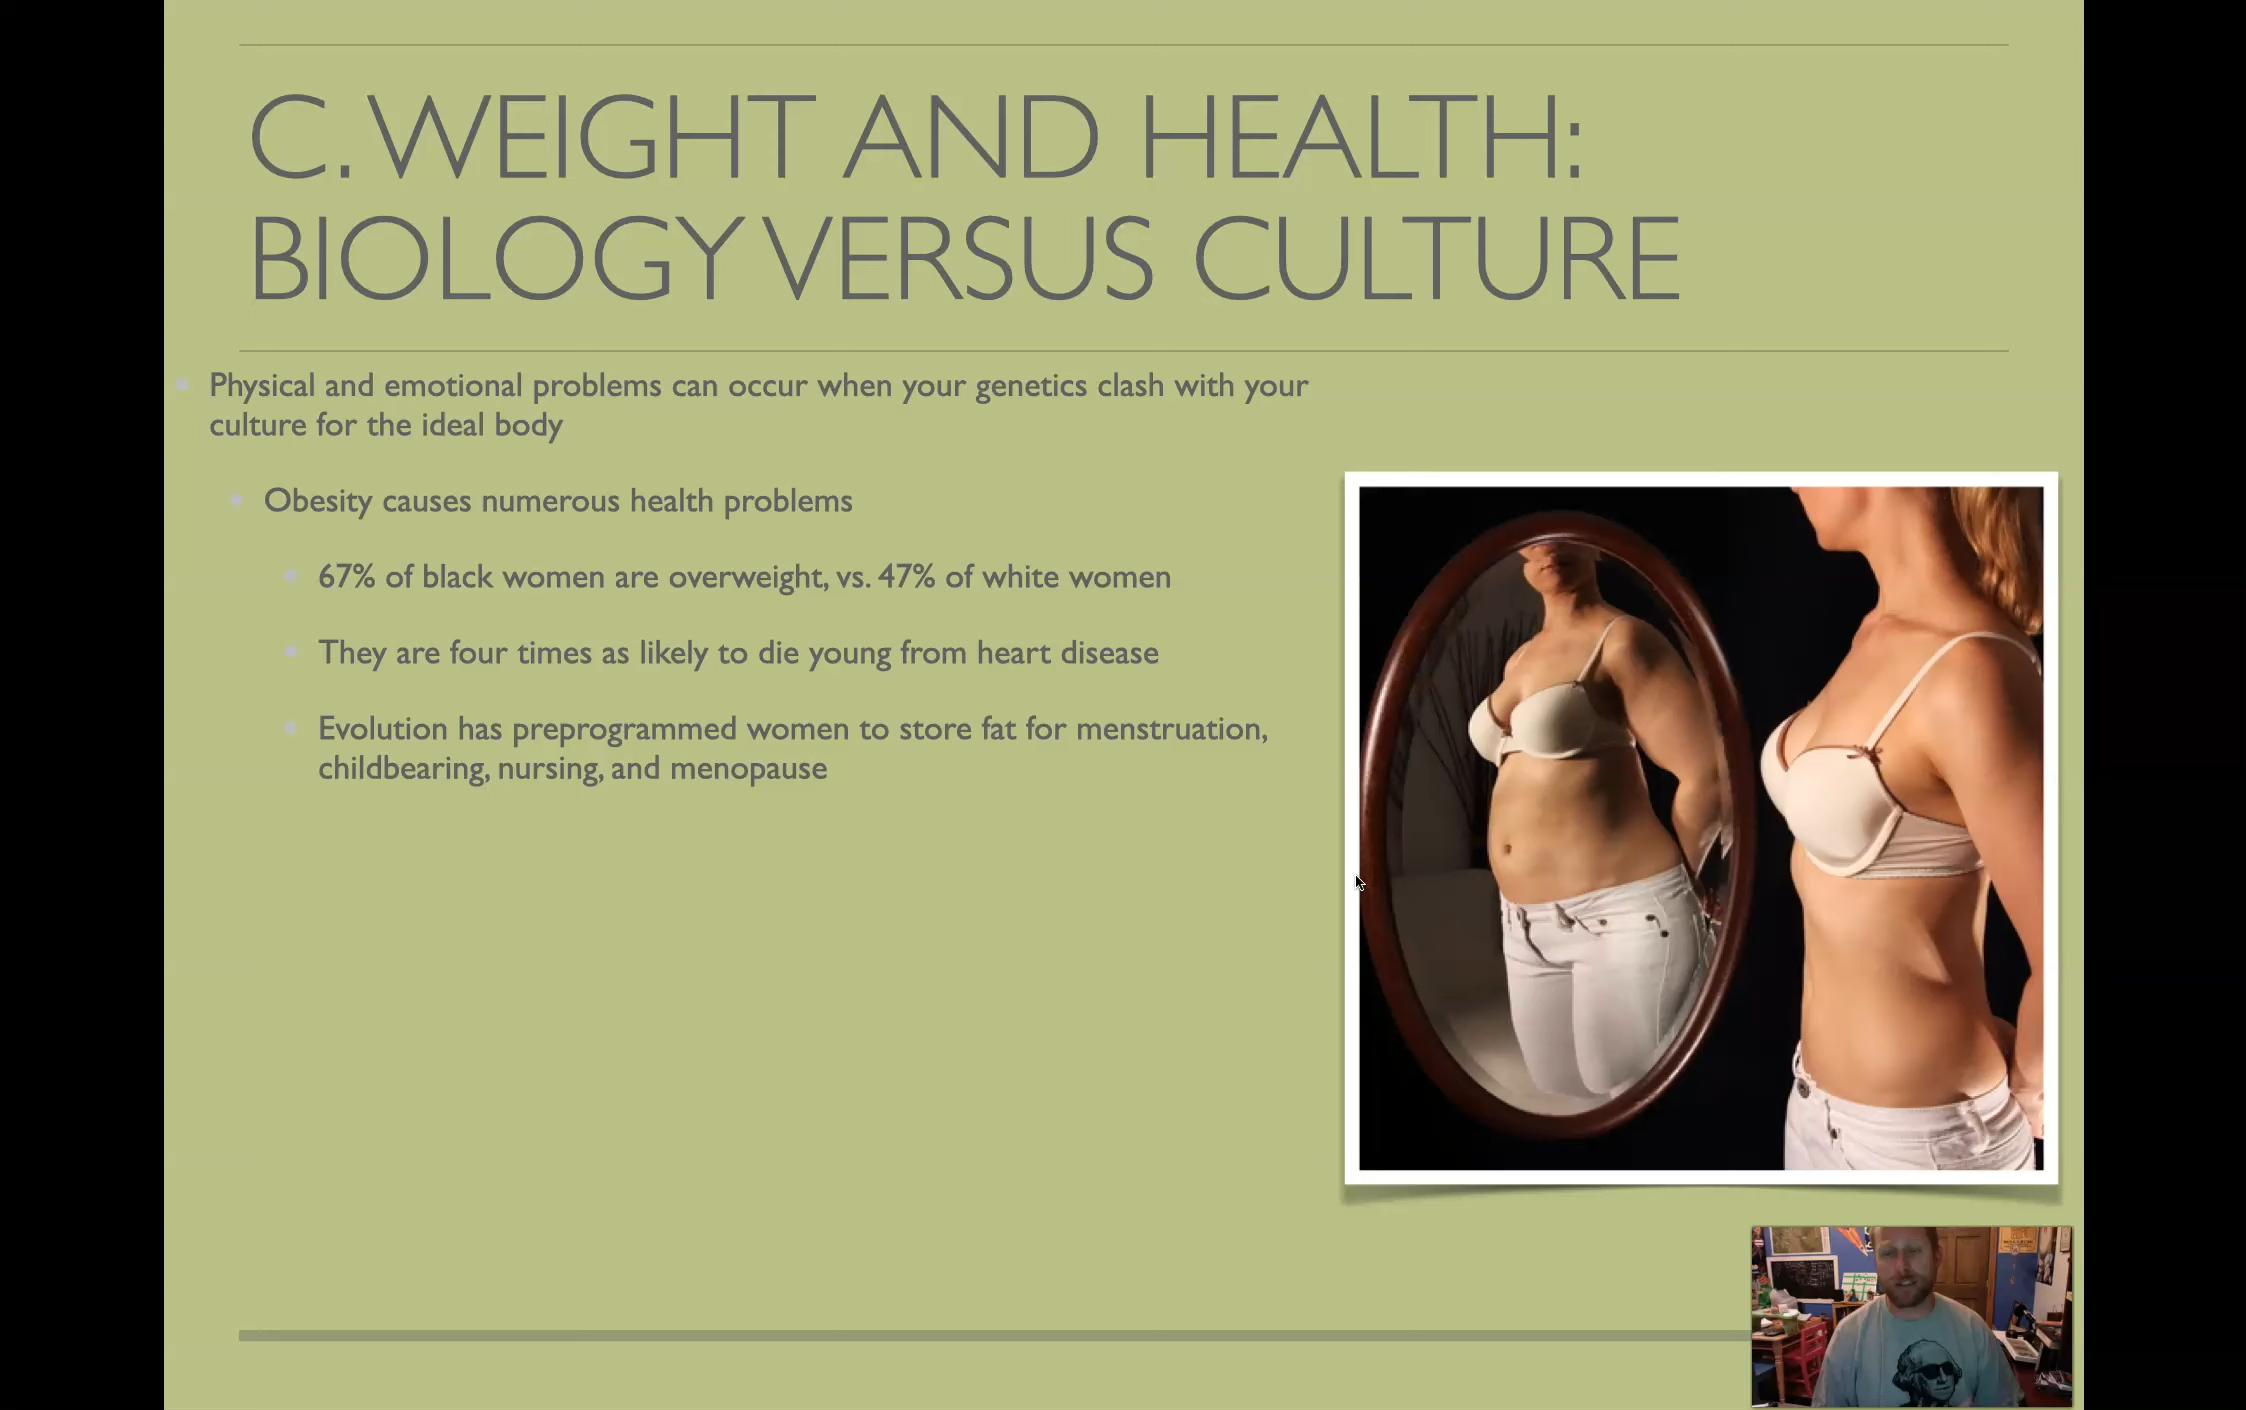 C. WEIGHT AND HEALTH:
BIOLOGY VERSUS CULTURE
Physical and emotional problems can occur when your genetics clash with your
culture for the ideal body
Obesity causes numerous health problems
67% of black women are overweight, vs. 47% of white women
They are four times as likely to die young from heart disease
Evolution has preprogrammed women to store fat for menstruation,
childbearing, nursing, and menopause